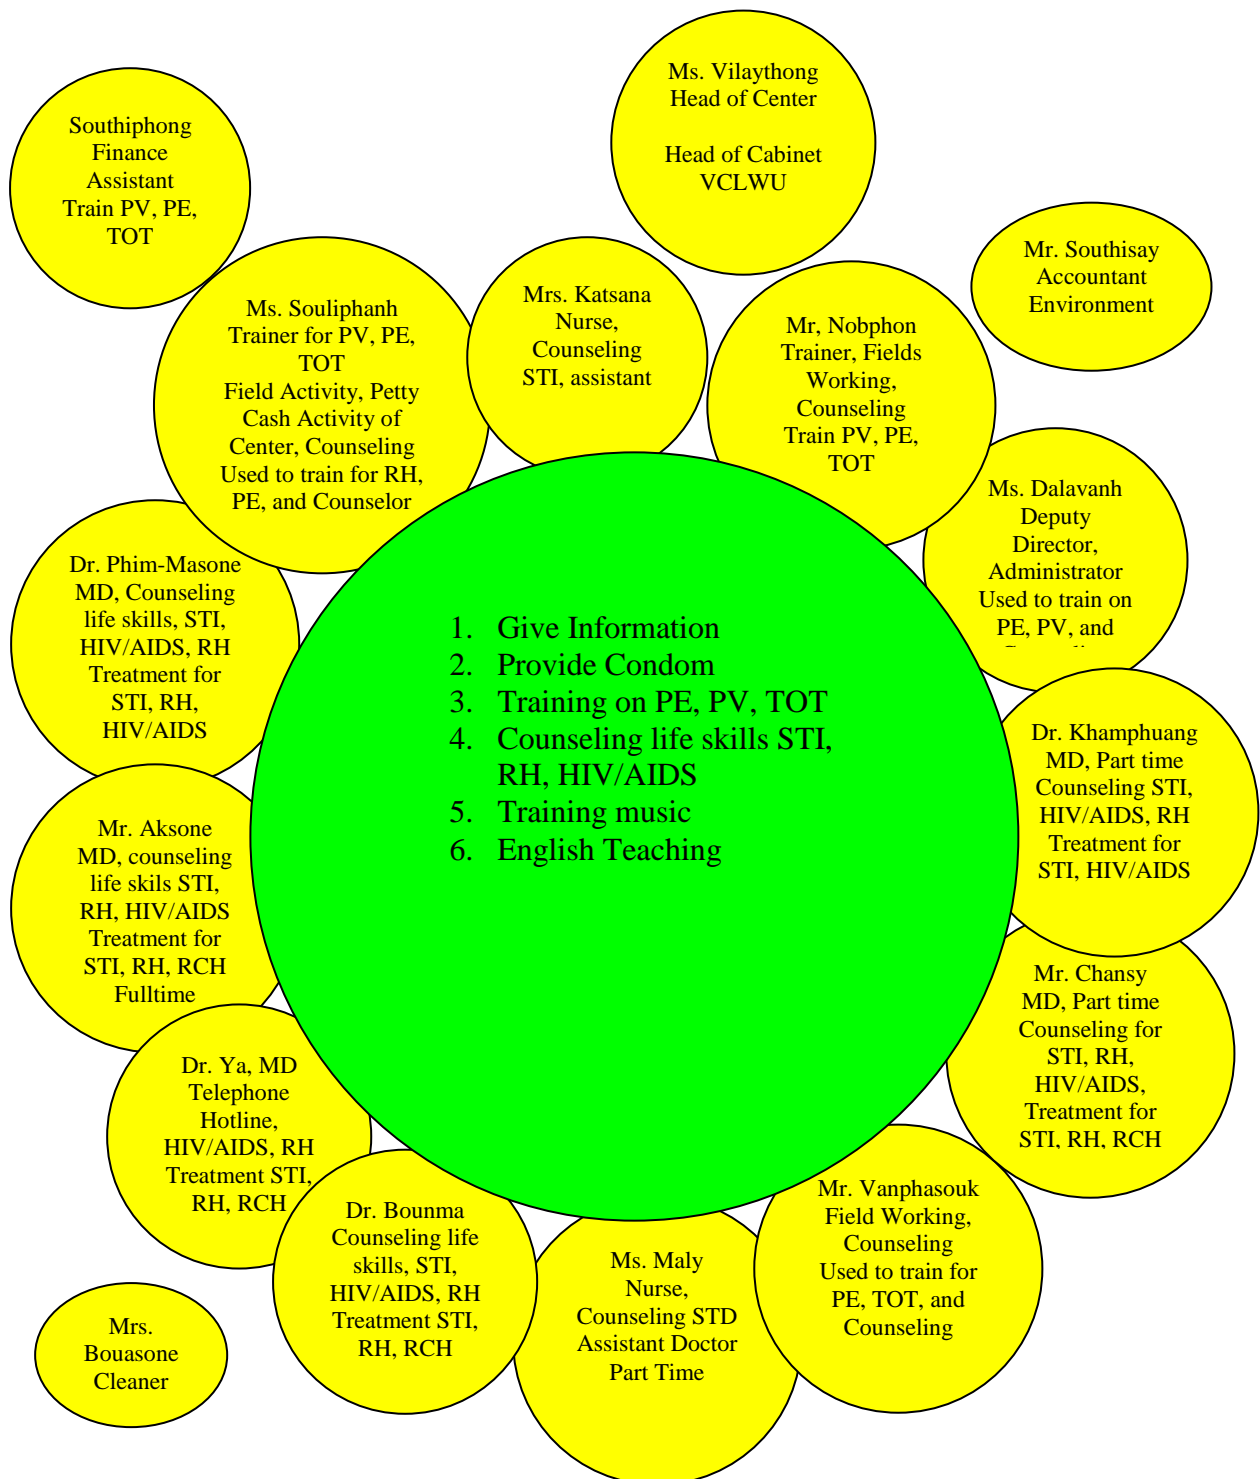 Ms. Vilaythong
Head of Center
Head of Cabinet
VCLWU
Southiphong
Finance
Assistant
Train PV, PE,
TOT
Mr. Southisay
Accountant
Environment
Ms. Souliphanh
Trainer for PV, PE,
TOT
Field Activity, Petty
Cash Activity of
Center, Counseling
Used to train for RH,
PE, and Counselor
Mrs. Katsana
Nurse,
Counseling
STI, assistant
Mr, Nobphon
Trainer, Fields
Working,
Counseling
Train PV, PE,
TOT
Ms. Dalavanh
Deputy
Director,
Administrator
Used to train on
PE, PV, and
Dr. Phim-Masone
MD, Counseling
life skills, STI,
HIV/AIDS, RH
Treatment for
STI, RH,
HIV/AIDS
1. Give Information
2. Provide Condom
3. Training on PE, PV, TOT
4. Counseling life skills STI,
RH, HIV/AIDS
5. Training music
6. English Teaching
Dr. Khamphuang
MD, Part time
Counseling STI,
HIV/AIDS, RH
Treatment for
STI, HIV/AIDS
Mr. Aksone
MD, counseling
life skils STI,
RH, HIV/AIDS
Treatment for
STI, RH, RCH
Fulltime
Mr. Chansy
MD, Part time
Counseling for
STI, RH,
HIV/AIDS,
Treatment for
STI, RH, RCH
Dr. Ya, MD
Telephone
Hotline,
HIV/AIDS, RH
Treatment STI,
RH, RCH
Dr. Bounma
Counseling life
skills, STI,
HIV/AIDS, RH
Treatment STI,
RH, RCH
Ms. Maly
Nurse,
Counseling STD
Assistant Doctor
Part Time
Mr. Vanphasouk
Field Working,
Counseling
Used to train for
PE, TOT, and
Counseling
Mrs.
Bouasone
Cleaner